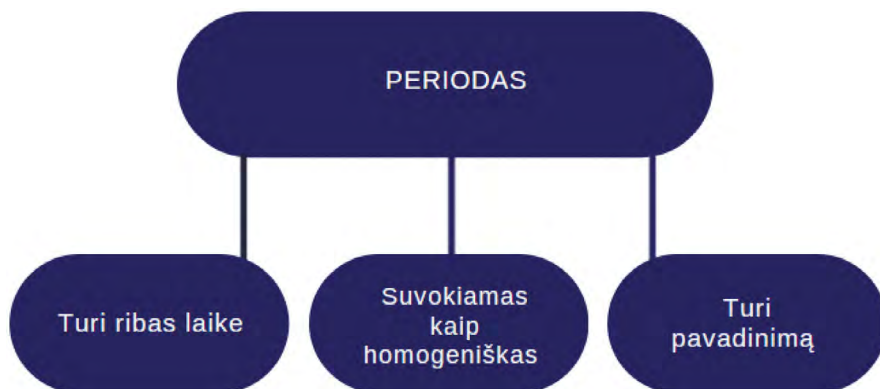 PERIODAS
Turi ribas laike
Suvokiamas
kaip
homogeniškas
Turi
pavadinimą